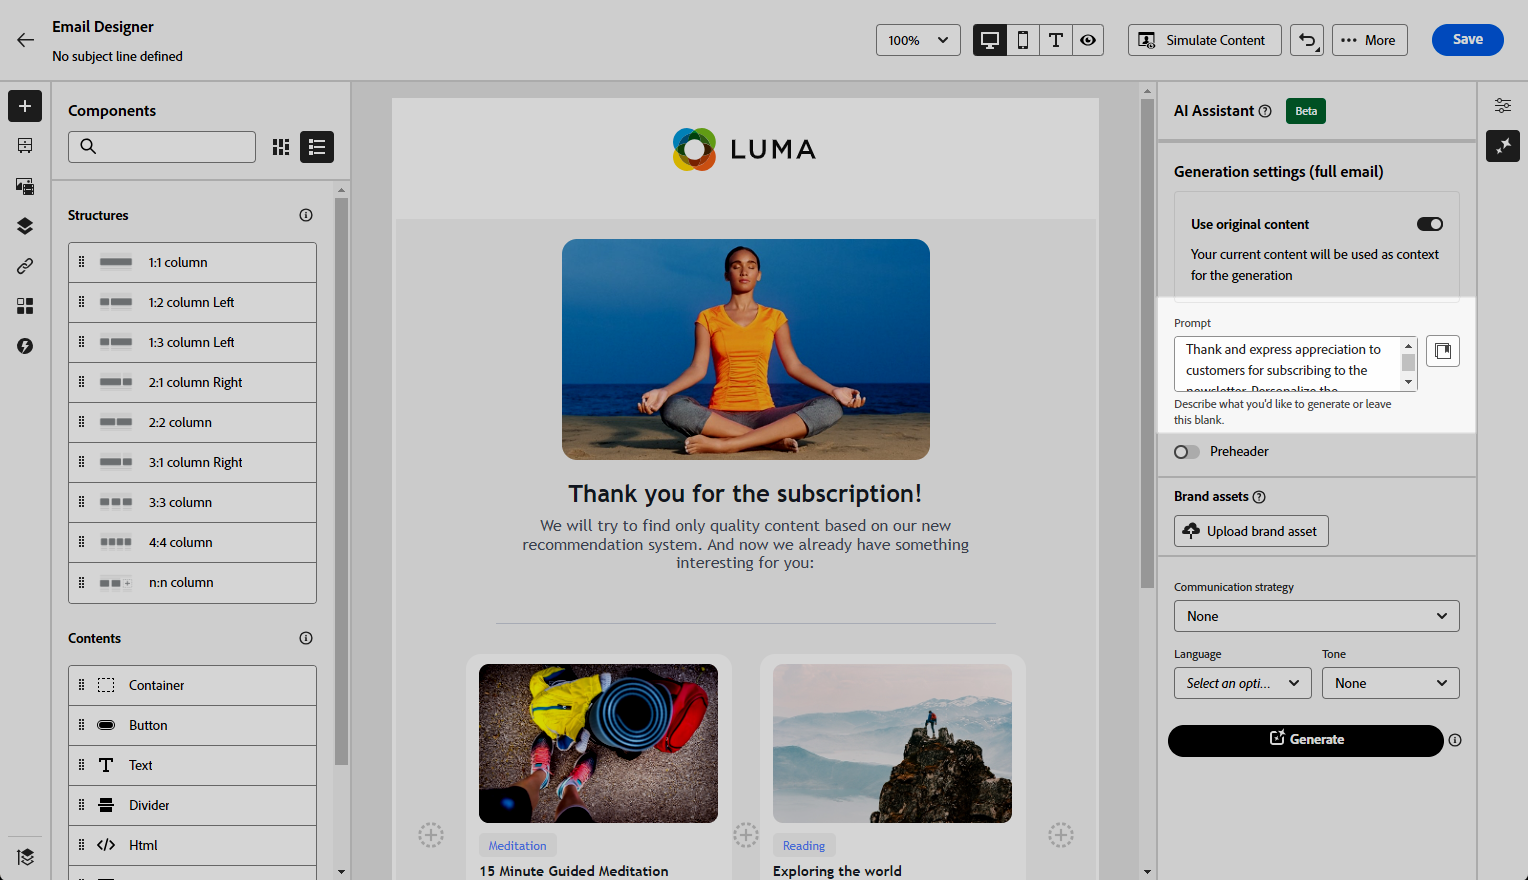 Email Designer
No subject line defined
100%
Simulate Content
More
Save
Components
Structures
1:1 column
1:2 column Left
1:3 column Left
2:1 column Right
2:2 column
3:1 column Right
3:3 column
4:4 column
n:n column
Contents
Container
Button
Text
Divider
Html
LUMA
Thank you for the subscription!
We will try to find only quality content based on our new
recommendation system. And now we already have something
interesting for you:
Meditation
15 Minute Guided Meditation
Reading
Exploring the world
AI Assistant
Beta
Generation settings (full email)
Use original content
Your current content will be used as context
for the generation
Prompt
Thank and express appreciation to
customers for subscribing to the
newsletter. Personalize the
Describe what you'd like to generate or leave
this blank.
Preheader
Brand assets
Upload brand asset
Communication strategy
None
Language
Tone
Select an opti...
None
Generate